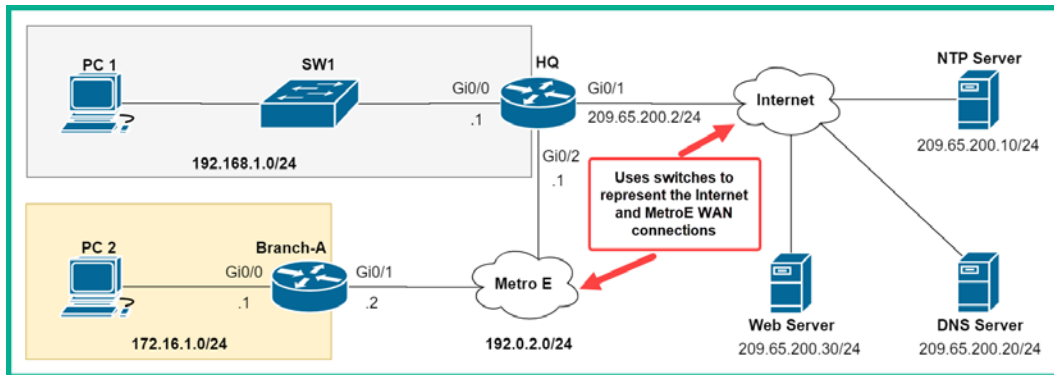 PC 1
SW1
HQ
Gi0/0
.1
Gi0/1
209.65.200.2/24
Gi0/2
.1
192.168.1.0/24
Internet
NTP Server
209.65.200.10/24
Uses switches to
represent the Internet
and MetroE WAN
connections
PC 2
Branch-A
Gi0/0
.1
Gi0/1
.2
172.16.1.0/24
Metro E
192.0.2.0/24
Web Server
209.65.200.30/24
DNS Server
209.65.200.20/24